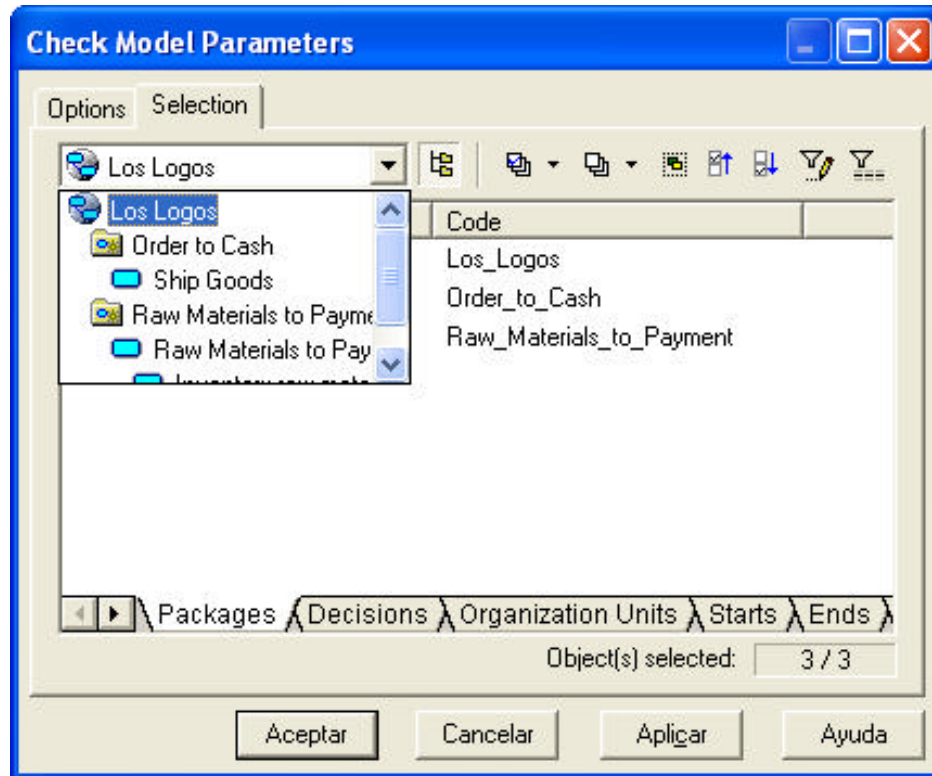 Check Model Parameters
Options Selection
Los Logos
Los Logos
Code
Order to Cash
Los_Logos
Ship Goods
Order_to_Cash
Raw Materials to Payme
Raw_Materials_to_Payment
Raw Materials to Pay
Packages Decisions Organization Units Starts Ends
Object(s) selected: 3 / 3
Aceptar Cancelar Aplicar Ayuda